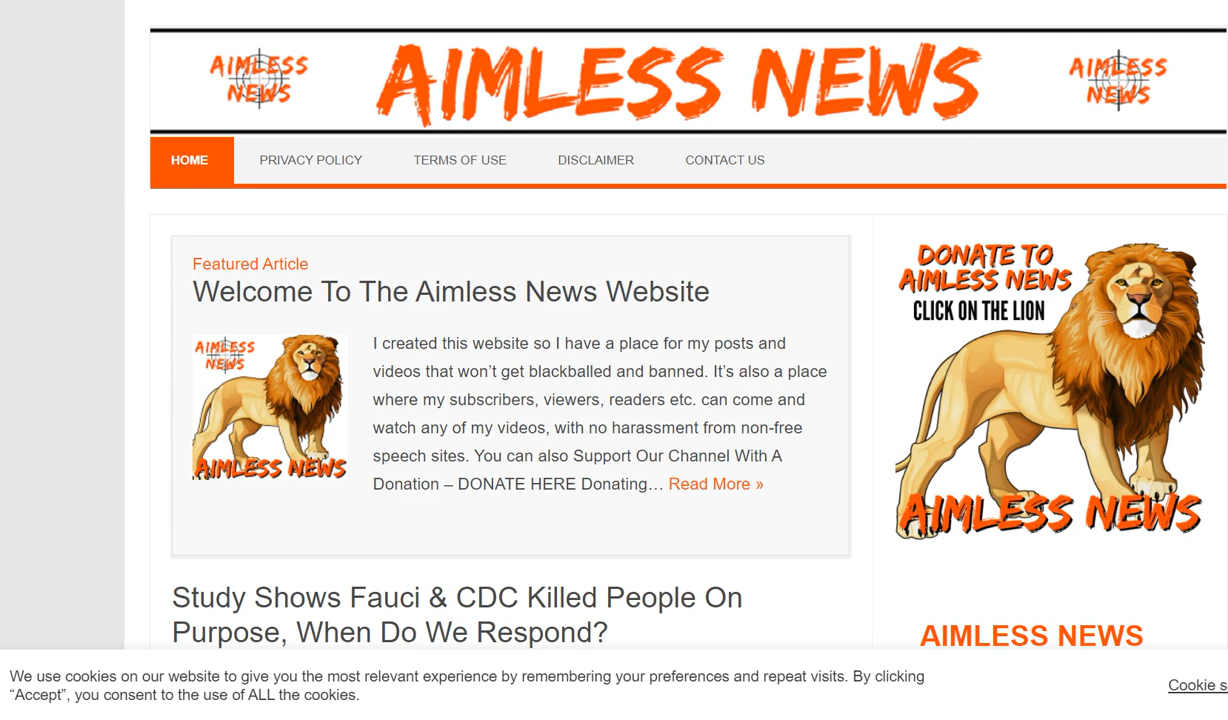 AIMLESS
NEWS
AIMLESS NEWS
AIMLESS
NEWS
HOME
PRIVACY POLICY
TERMS OF USE
DISCLAIMER
CONTACT US
Featured Article
Welcome To The Aimless News Website
AIMLESS
NEWS
AIMLESS NEWS
I created this website so I have a place for my posts and
videos that won’t get blackballed and banned. It’s also a place
where my subscribers, viewers, readers etc. can come and
watch any of my videos, with no harassment from non-free
speech sites. You can also Support Our Channel With A
Donation – DONATE HERE Donating… Read More »
Study Shows Fauci & CDC Killed People On
Purpose, When Do We Respond?
DONATE TO
AIMLESS NEWS
CLICK ON THE LION
AIMLESS NEWS
AIMLESS NEWS
We use cookies on our website to give you the most relevant experience by remembering your preferences and repeat visits. By clicking
“Accept”, you consent to the use of ALL the cookies.
Cookie s